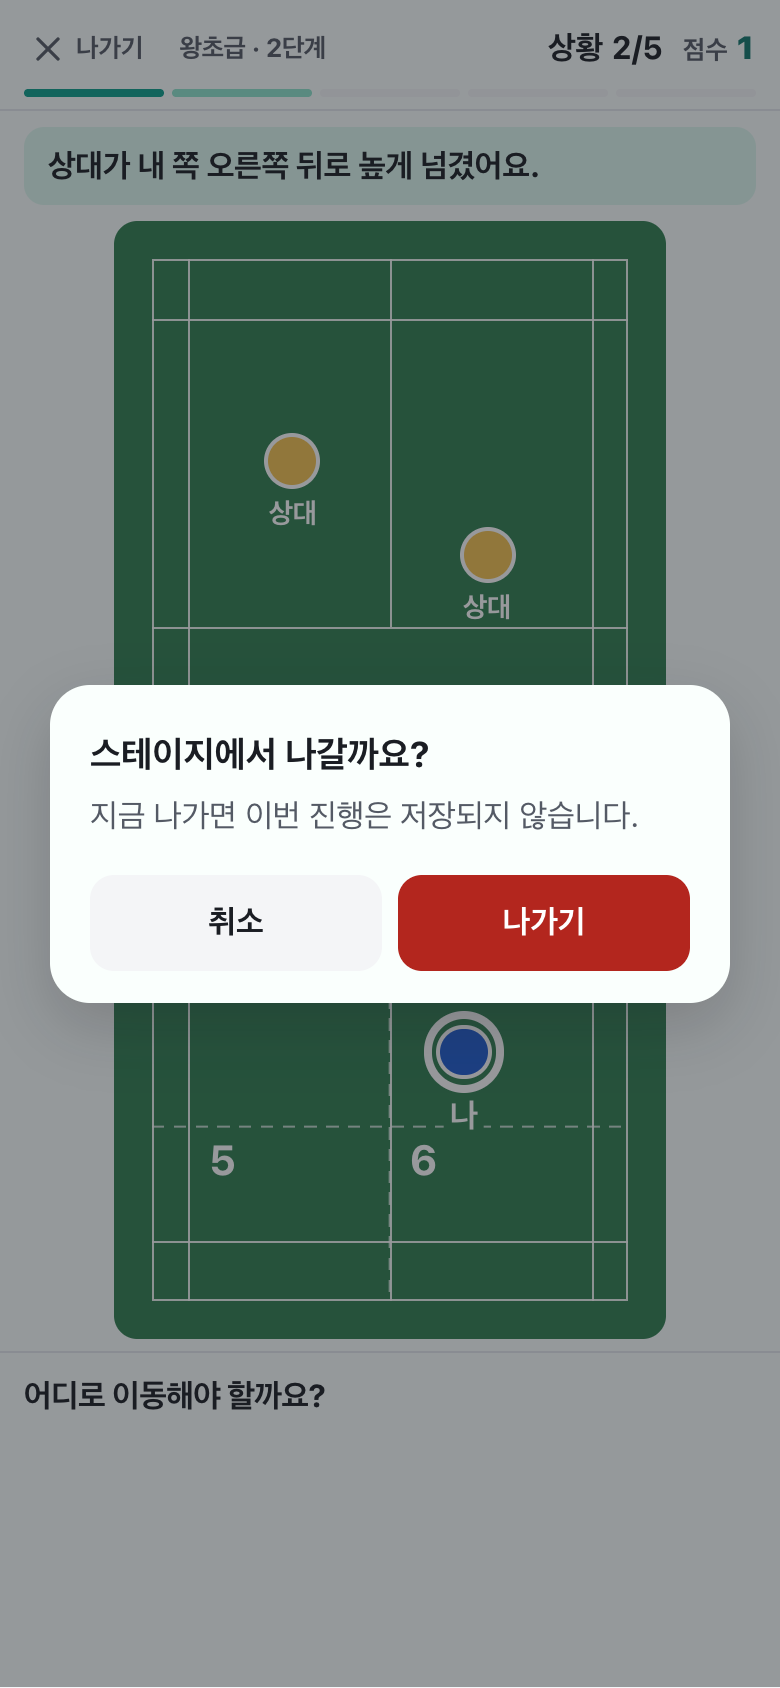 나가기 왕초급 · 2단계 상황 2/5 점수 1
상대가 내 쪽 오른쪽 뒤로 높게 넘겼어요.
상대
상대
스테이지에서 나갈까요?
지금 나가면 이번 진행은 저장되지 않습니다.
취소 나가기
나
5 6
어디로 이동해야 할까요?